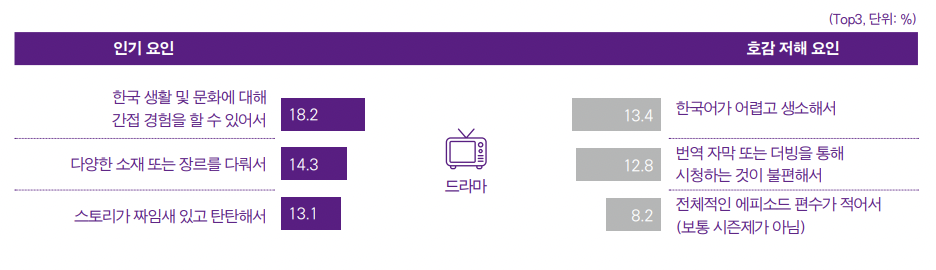 (Top3, 단위: %)
인기 요인
호감 저해 요인
한국 생활 및 문화에 대해
간접 경험을 할 수 있어서
18.2
다양한 소재 또는 장르를 다뤄서
14.3
스토리가 짜임새 있고 탄탄해서
13.1
드라마
13.4
한국어가 어렵고 생소해서
12.8
번역 자막 또는 더빙을 통해
시청하는 것이 불편해서
8.2
전체적인 에피소드 편수가 적어서
(보통 시즌제가 아님)